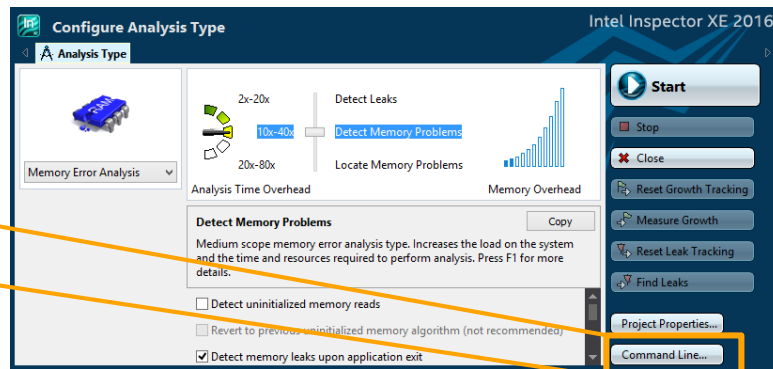 Configure Analysis Type
Intel Inspector XE 2016
Analysis Type
RAM
Memory Error Analysis
2x-20x Detect Leaks
10x-40x Detect Memory Problems
20x-80x Locate Memory Problems
Analysis Time Overhead Memory Overhead
Detect Memory Problems Copy
Medium scope memory error analysis type. Increases the load on the system
and the time and resources required to perform analysis. Press F1 for more
details.
Detect uninitialized memory reads
Revert to previous uninitialized memory algorithm (not recommended)
Detect memory leaks upon application exit
Start
Stop
Close
Reset Growth Tracking
Measure Growth
Reset Leak Tracking
Find Leaks
Project Properties...
Command Line...